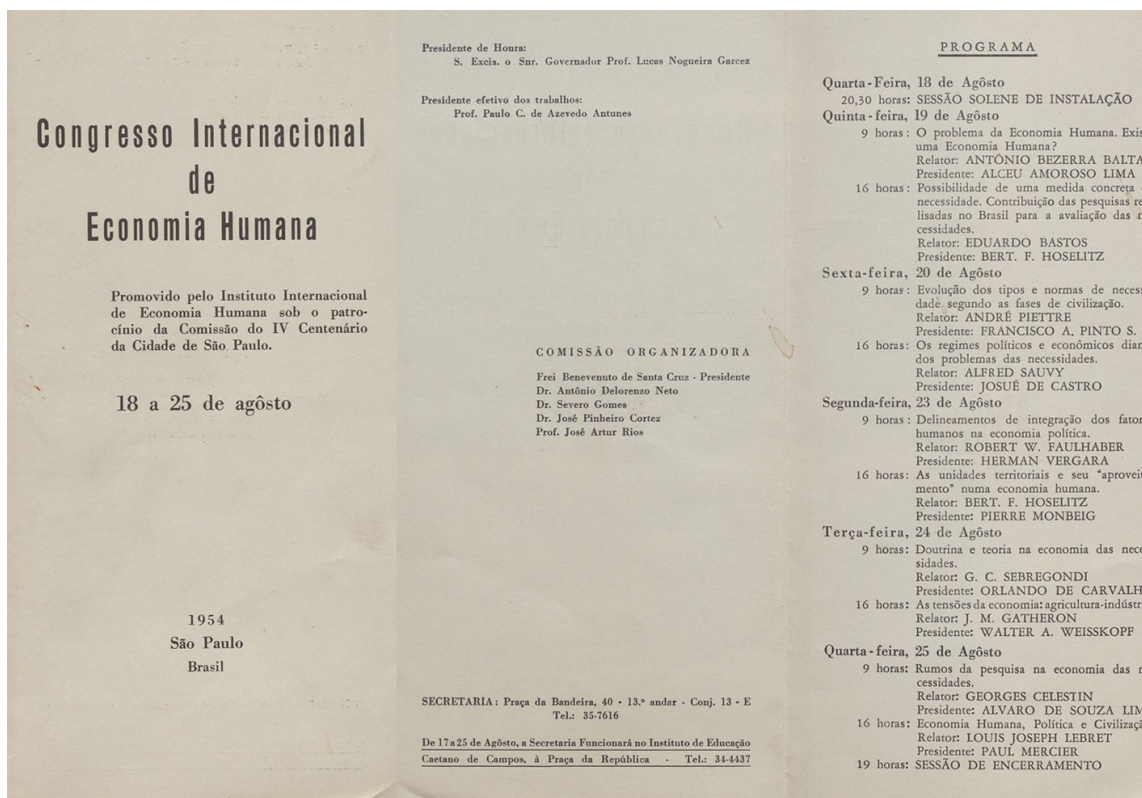 Congresso Internacional
de
Economia Humana
Promovido pelo Instituto Internacional
de Economia Humana sob o patro-
cínio da Comissão do IV Centenário
da Cidade de São Paulo.
18 a 25 de agôsto
1954
São Paulo
Brasil
Presidente de Honra:
S. Excia. o Snr. Governador Prof. Lucas Nogueira Garcez
Presidente efetivo dos trabalhos:
Prof. Paulo C. de Azevedo Antunes
COMISSÃO ORGANIZADORA
Frei Benevenuto de Santa Cruz - Presidente
Dr. Antônio Delorenzo Neto
Dr. Severo Gomes
Dr. José Pinheiro Cortez
Prof. José Artur Rios
SECRETARIA: Praça da Bandeira, 40 - 13.º andar - Conj. 13 - E
Tel.: 35-7616
De 17 a 25 de Agôsto, a Secretaria Funcionará no Instituto de Educação
Caetano de Campos, à Praça da República - Tel.: 34-4437
PROGRAMA
Quarta-Feira, 18 de Agôsto
20,30 horas: SESSÃO SOLENE DE INSTALAÇÃO
Quinta-feira, 19 de Agôsto
9 horas: O problema da Economia Humana.
uma Economia Humana?
Relator: ANTÔNIO BEZERRA
Presidente: ALCEU AMOROSO LIMA
16 horas: Possibilidade de uma medida concreta
necessidade. Contribuição das pesquisas
lisadas no Brasil para a avaliação das
cessidades.
Relator: EDUARDO BASTOS
Presidente: BERT. F. HOSELITZ
Sexta-feira, 20 de Agôsto
9 horas: Evolução dos tipos e normas de
dade segundo as fases de civilização.
Relator: ANDRÉ PIETTRE
Presidente: FRANCISCO A. PINTO S.
16 horas: Os regimes políticos e econômicos
dos problemas das necessidades.
Relator: ALFRED SAUVY
Presidente: JOSUÉ DE CASTRO
Segunda-feira, 23 de Agôsto
9 horas: Delineamentos de integração dos
humanos na economia política.
Relator: ROBERT W. FAULHABER
Presidente: HERMAN VERGARA
16 horas: As unidades territoriais e seu
mento" numa economia humana.
Relator: BERT. F. HOSELITZ
Presidente: PIERRE MONBEIG
Terça-feira, 24 de Agôsto
9 horas: Doutrina e teoria na economia das
sidades.
Relator: G. C. SEBREGONDI
Presidente: ORLANDO DE
16 horas: As tensões da economia:
Relator: J. M. GATHERON
Presidente: WALTER A. WEISSKOPF
Quarta-feira, 25 de Agôsto
9 horas: Rumos da pesquisa na economia das
cessidades.
Relator: GEORGES CELESTIN
Presidente: ALVARO DE SOUZA
16 horas: Economia Humana, Política e
Relator: LOUIS JOSEPH LEBRET
Presidente: PAUL MERCIER
19 horas: SESSÃO DE ENCERRAMENTO